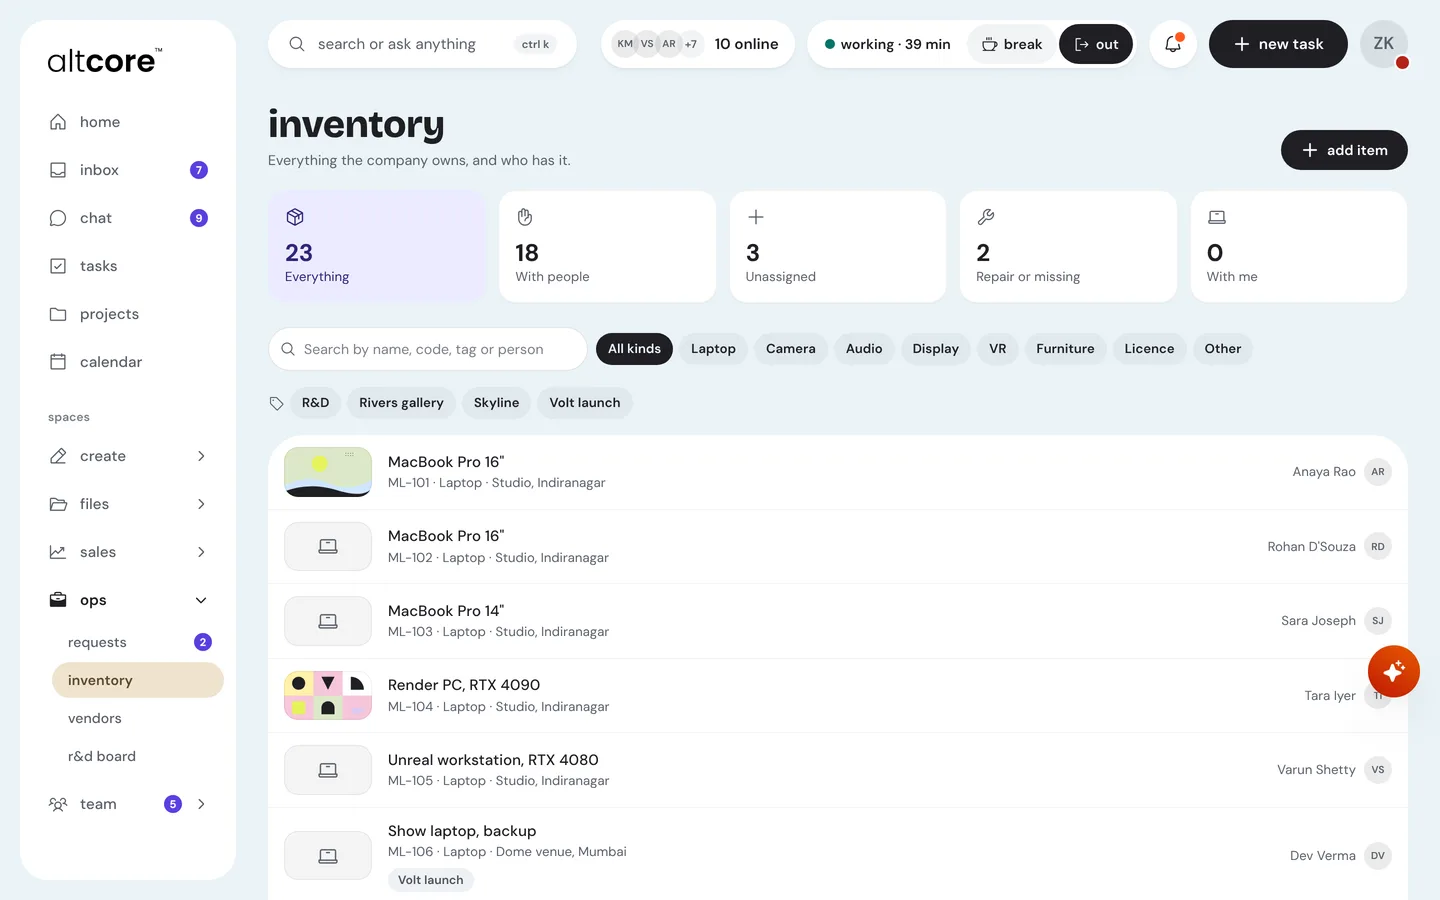 altcore™
search or ask anything
ctrl k
KM VS AR +7 10 online
working · 39 min
break
out
new task
ZK
home
inbox 7
chat 9
tasks
projects
calendar
spaces
create
files
sales
ops
requests 2
inventory
vendors
r&d board
team 5
inventory
Everything the company owns, and who has it.
add item
23
Everything
18
With people
3
Unassigned
2
Repair or missing
0
With me
Search by name, code, tag or person
All kinds Laptop Camera Audio Display VR Furniture Licence Other
R&D Rivers gallery Skyline Volt launch
MacBook Pro 16"
ML-101 · Laptop · Studio, Indiranagar
Anaya Rao AR
MacBook Pro 16"
ML-102 · Laptop · Studio, Indiranagar
Rohan D'Souza RD
MacBook Pro 14"
ML-103 · Laptop · Studio, Indiranagar
Sara Joseph SJ
Render PC, RTX 4090
ML-104 · Laptop · Studio, Indiranagar
Tara Iyer
Unreal workstation, RTX 4080
ML-105 · Laptop · Studio, Indiranagar
Varun Shetty VS
Show laptop, backup
ML-106 · Laptop · Dome venue, Mumbai
Volt launch
Dev Verma DV